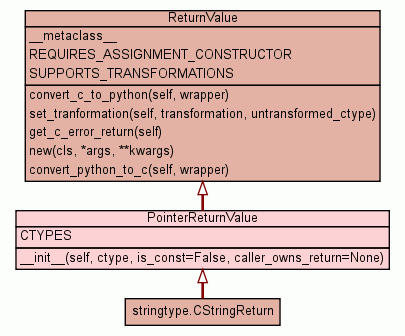 ReturnValue
__metaclass__
REQUIRES_ASSIGNMENT_CONSTRUCTOR
SUPPORTS_TRANSFORMATIONS
convert_c_to_python(self, wrapper)
set_tranformation(self, transformation, untransformed_ctype)
get_c_error_return(self)
new(cls, *args, **kwargs)
convert_python_to_c(self, wrapper)
PointerReturnValue
CTYPES
__init__(self, ctype, is_const=False, caller_owns_return=None)
stringtype.CStringReturn